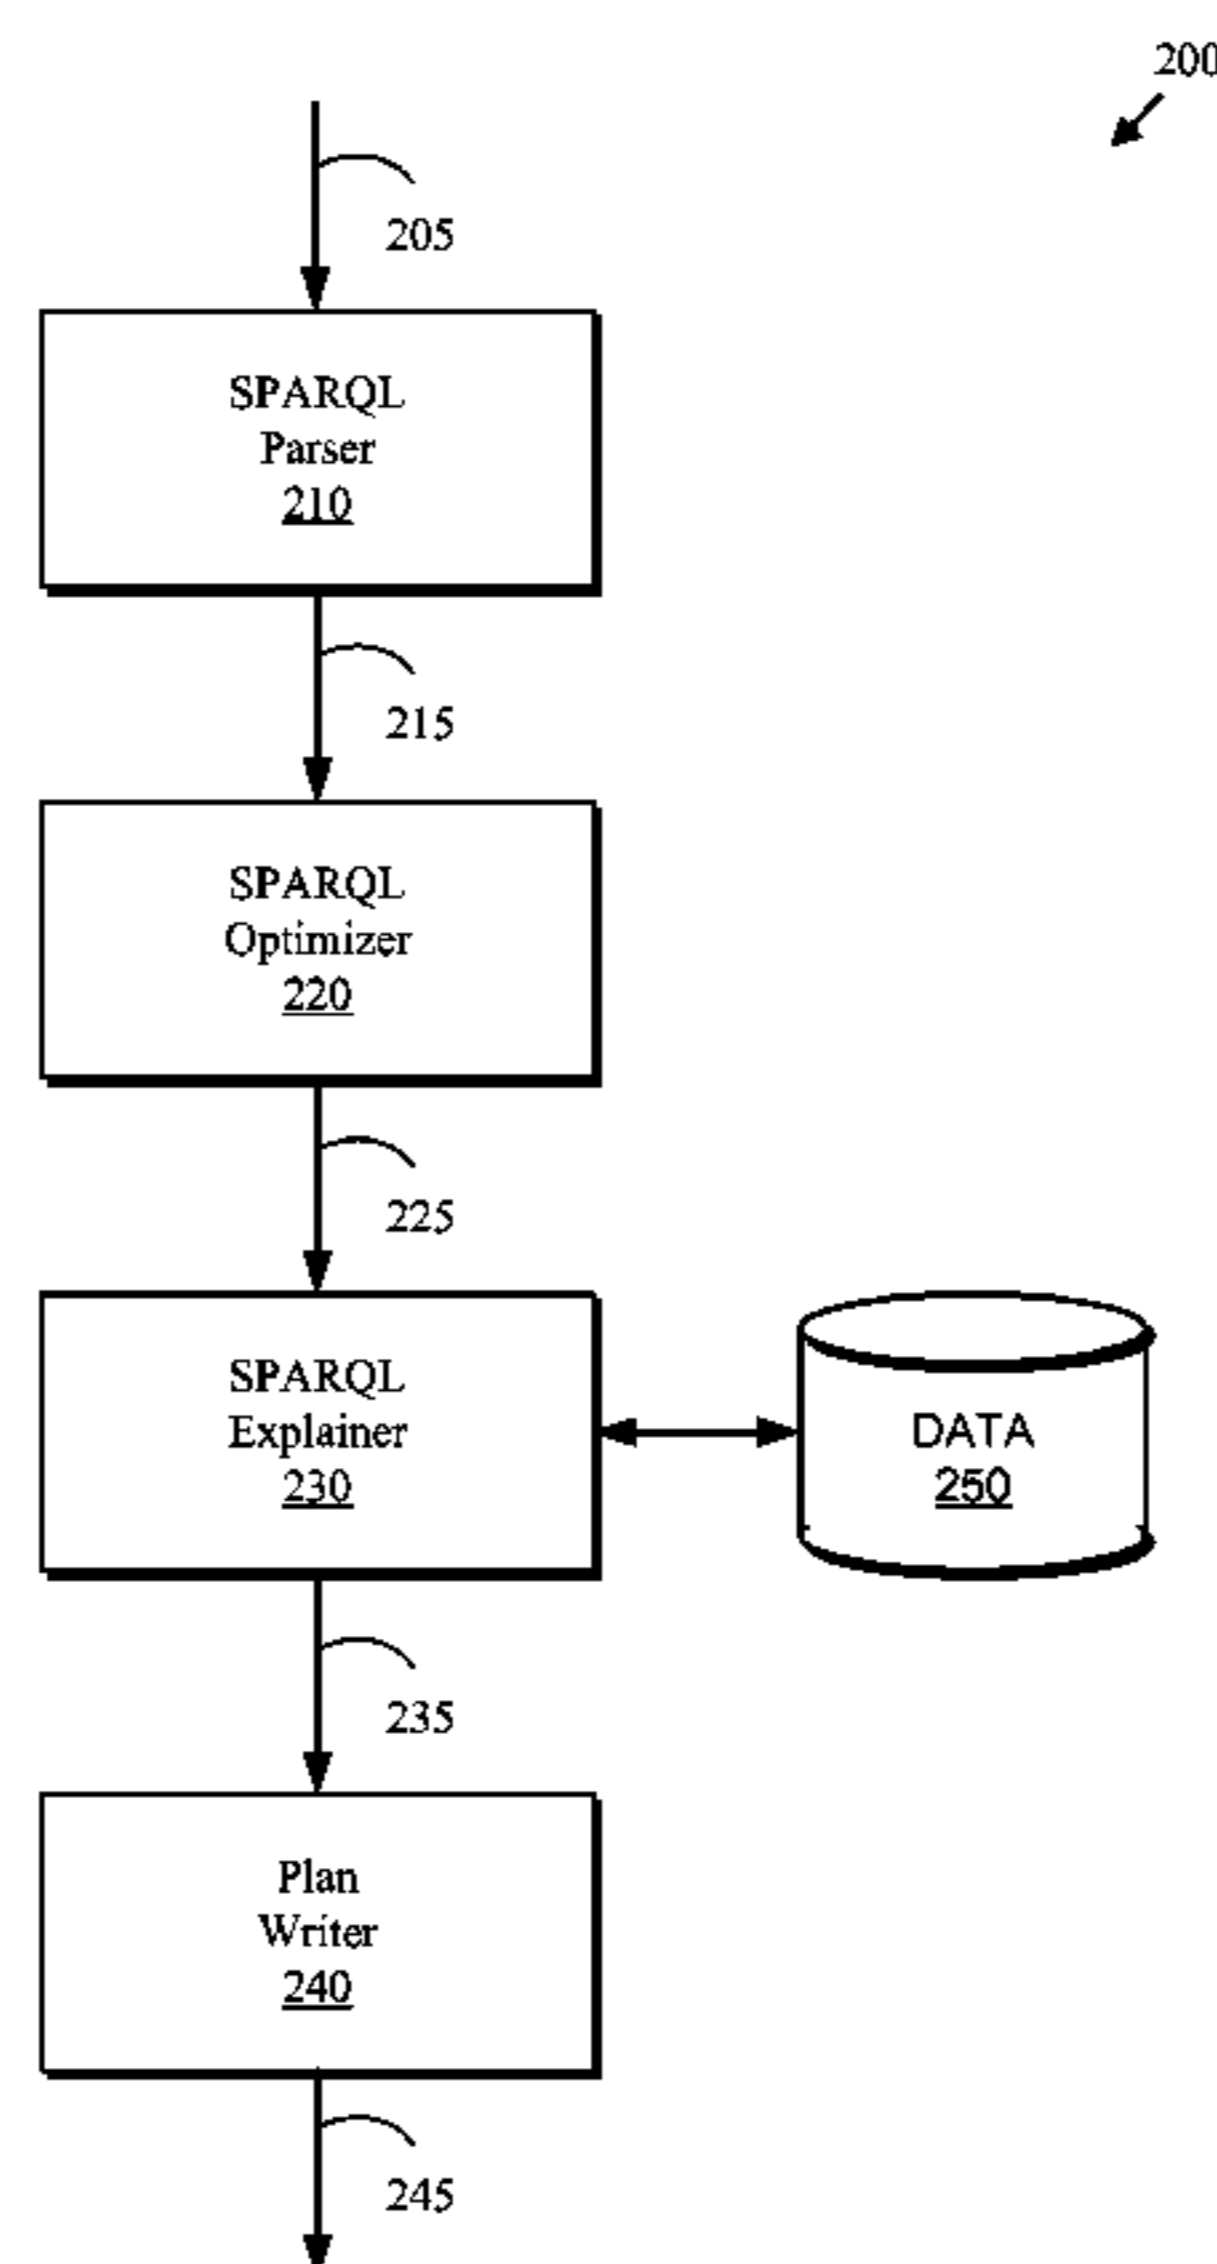 200
205
SPARQL
Parser
210
215
SPARQL
Optimizer
220
225
SPARQL
Explainer
230
DATA
250
235
Plan
Writer
240
245